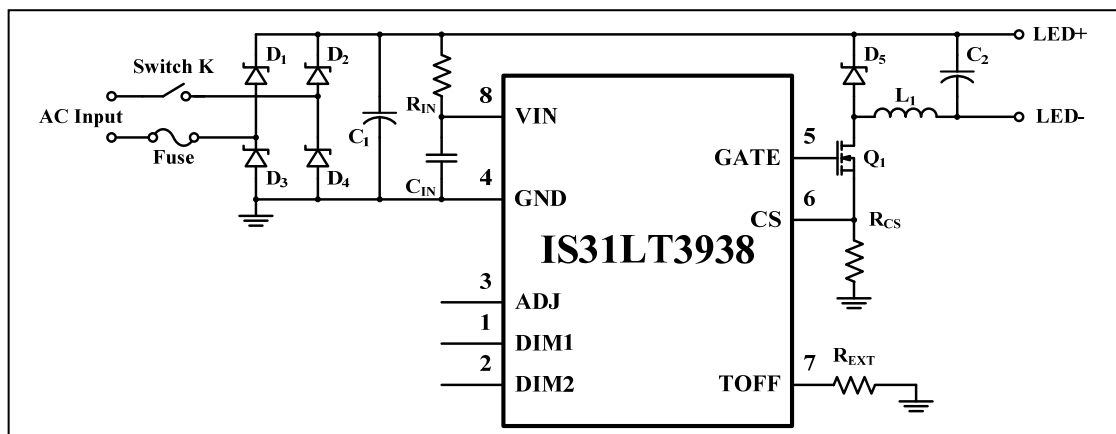 LED+
D1
D2
D5
C2
Switch K
8
RIN
VIN
L1
LED-
AC Input
C1
5
Fuse
GATE
Q1
D3
D4
CIN
4
GND
6
CS
RCS
IS31LT3938
3
ADJ
1
DIM1
2
DIM2
7
REXT
TOFF